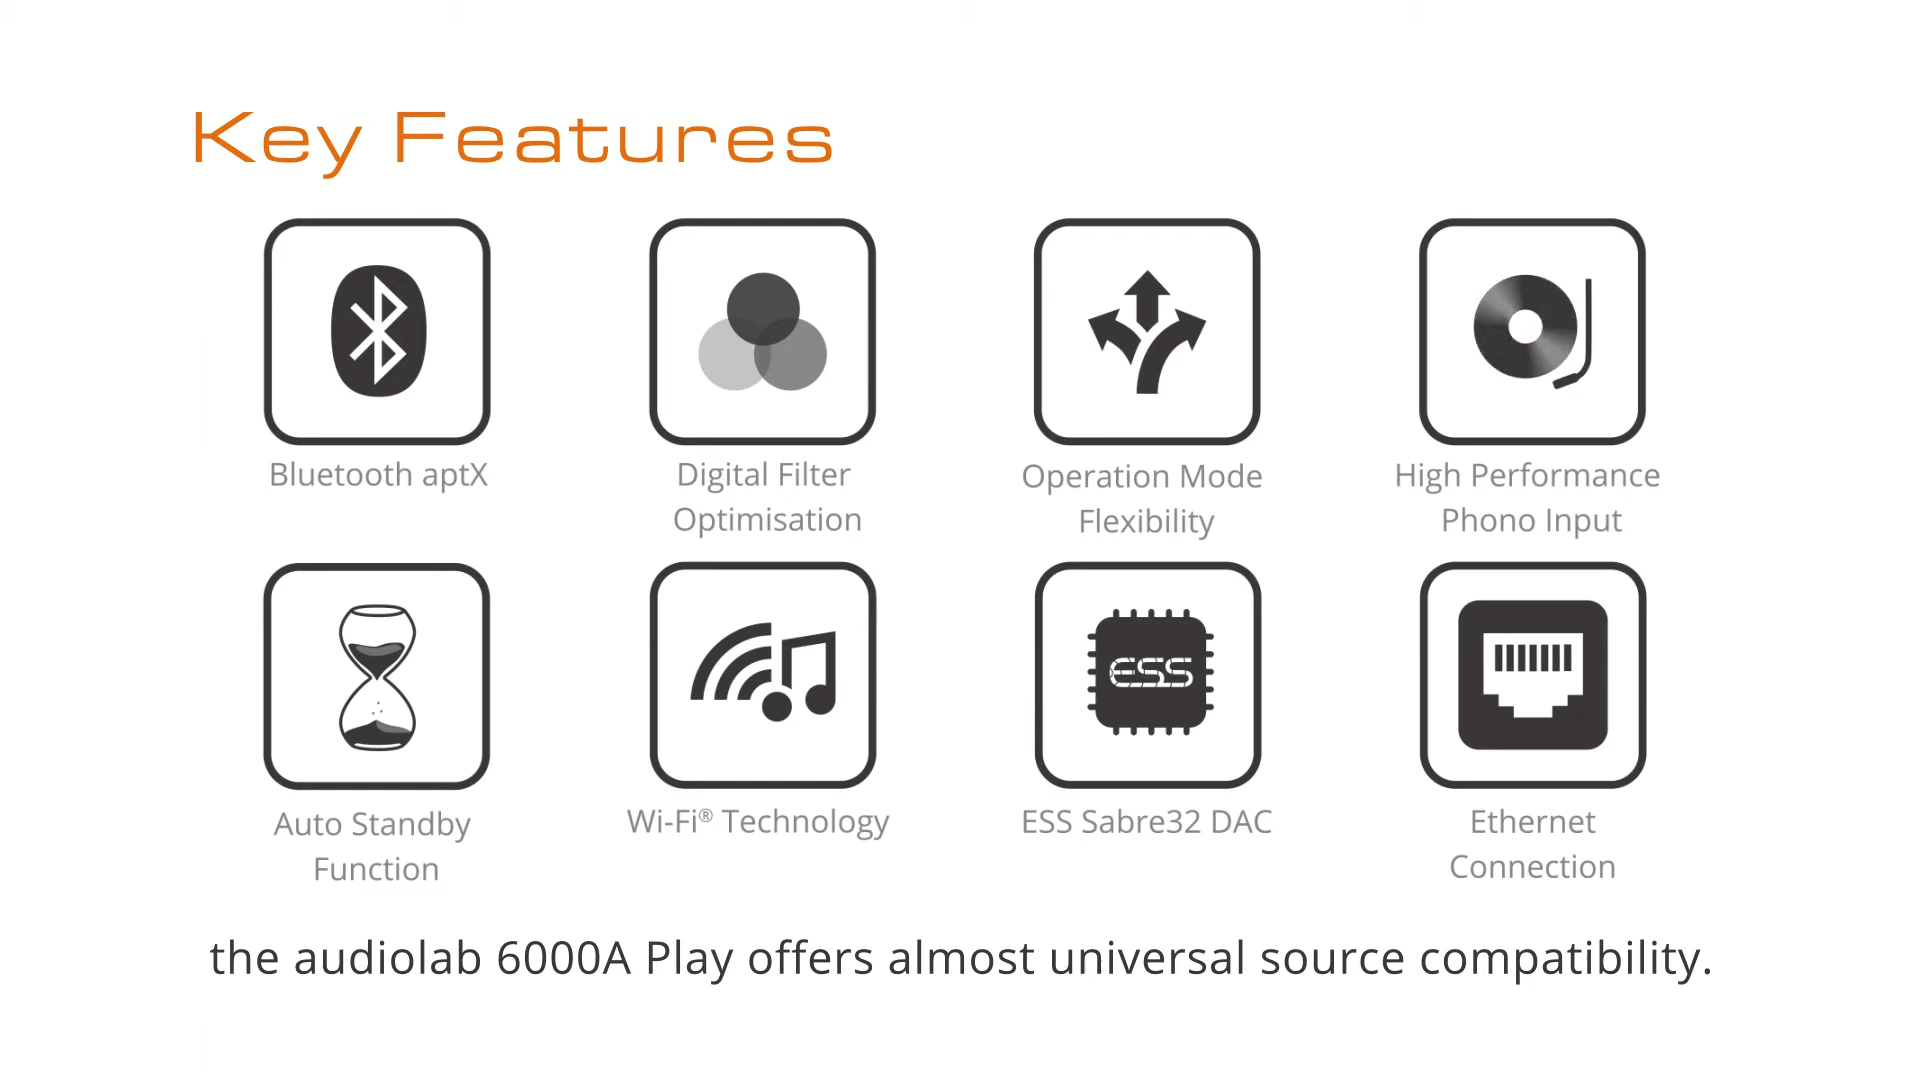 Key Features
Bluetooth aptX
Digital Filter
Optimisation
Operation Mode
Flexibility
High Performance
Phono Input
ESS
Auto Standby
Function
Wi-Fi® Technology
ESS Sabre32 DAC
Ethernet
Connection
the audiolab 6000A Play offers almost universal source compatibility.